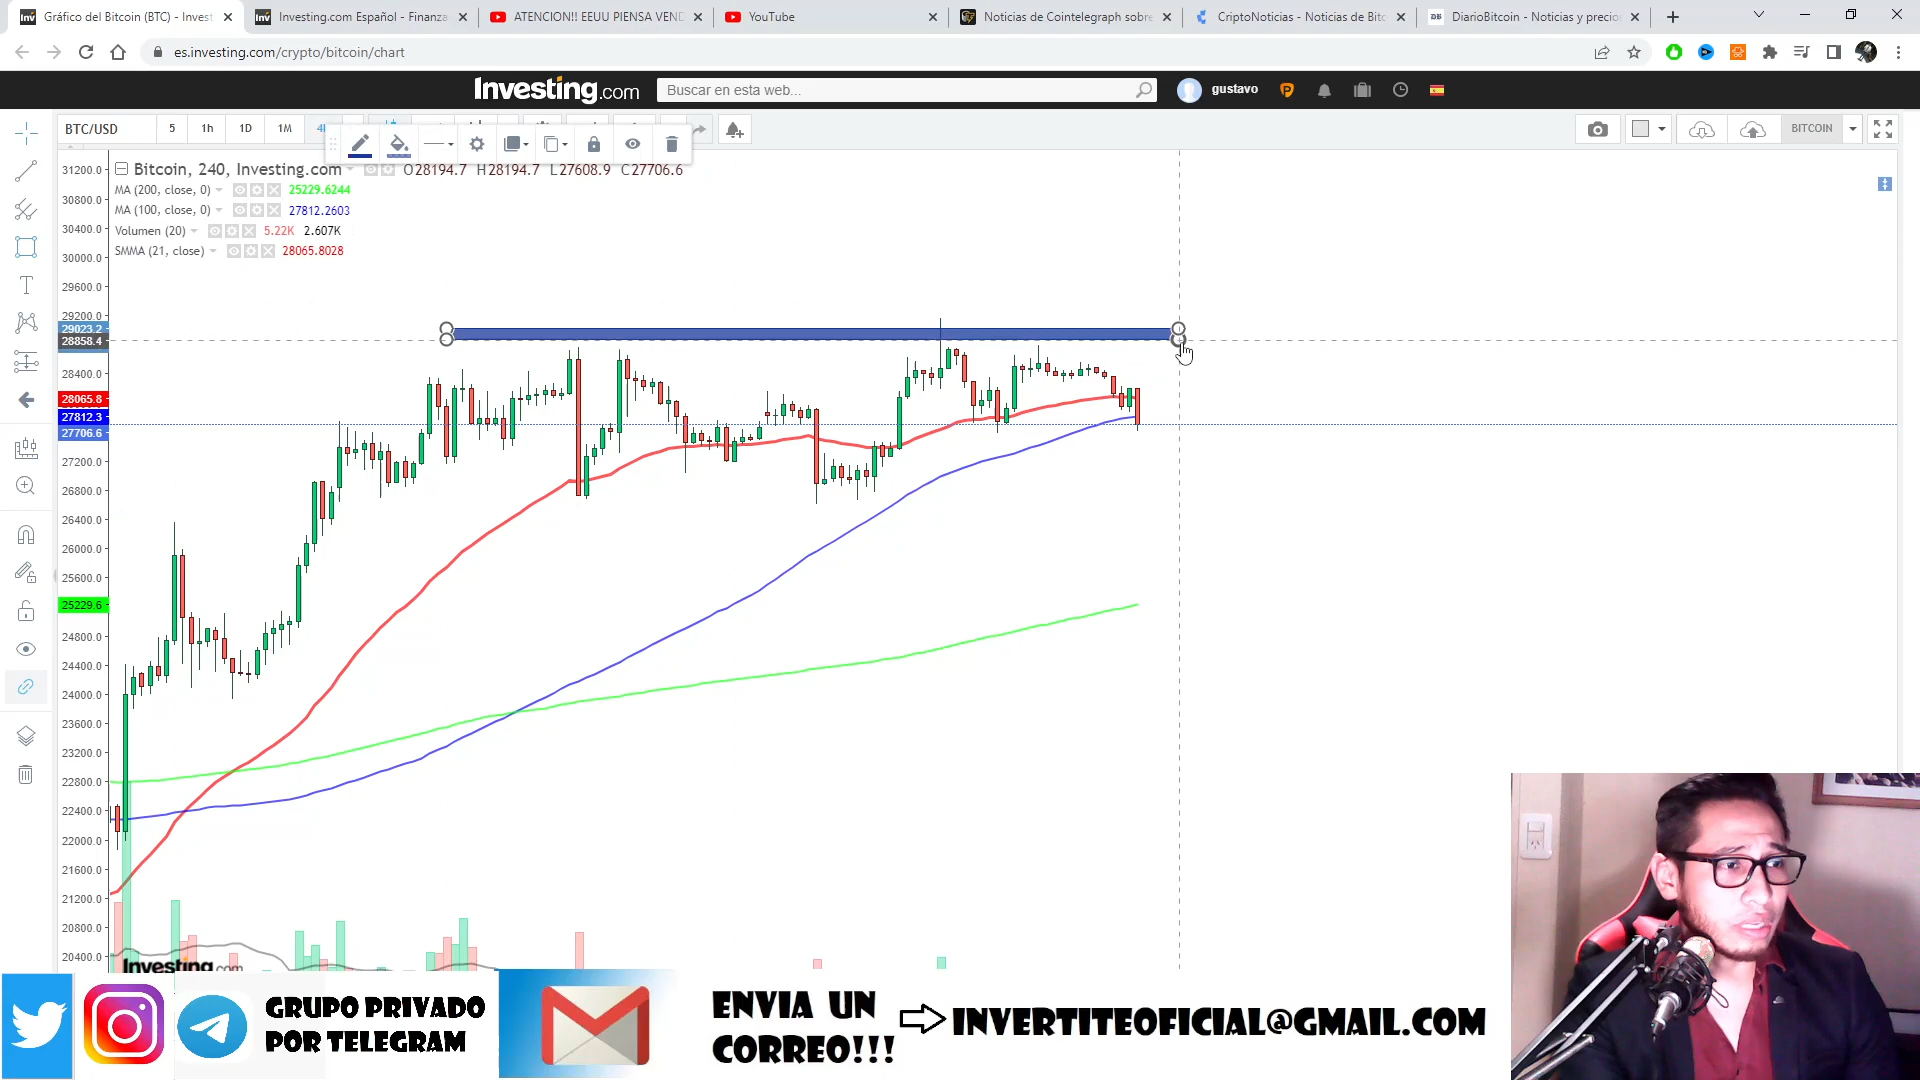 Gráfico del Bitcoin (BTC) - Invest
Investing.com Español - Finanza
ATENCION!! EEUU PIENSA VEND
YouTube
Noticias de Cointelegraph sobre
CriptoNoticias - Noticias de Bitc
DiarioBitcoin - Noticias y precio
es.investing.com/crypto/bitcoin/chart
Investing.com
Buscar en esta web...
gustavo
BTC/USD 5 1h 1D 1M
BITCOIN
Bitcoin, 240, Investing.com
O28194.7 H28194.7 L27608.9 C27706.6
MA (200, close, 0) 25229.6244
MA (100, close, 0) 27812.2603
Volumen (20) 5.22K 2.607K
SMMA (21, close) 28065.8028
31200.0
30800.0
30400.0
30000.0
29600.0
29200.0
29023.2
28858.4
28400.0
28065.8
27812.3
27706.6
27200.0
26800.0
26400.0
26000.0
25600.0
25229.6
24800.0
24400.0
24000.0
23600.0
23200.0
22800.0
22400.0
22000.0
21600.0
21200.0
20800.0
20400.0
Investing.com
GRUPO PRIVADO
POR TELEGRAM
ENVIA UN
CORREO!!!
INVERTITEOFICIAL@GMAIL.COM